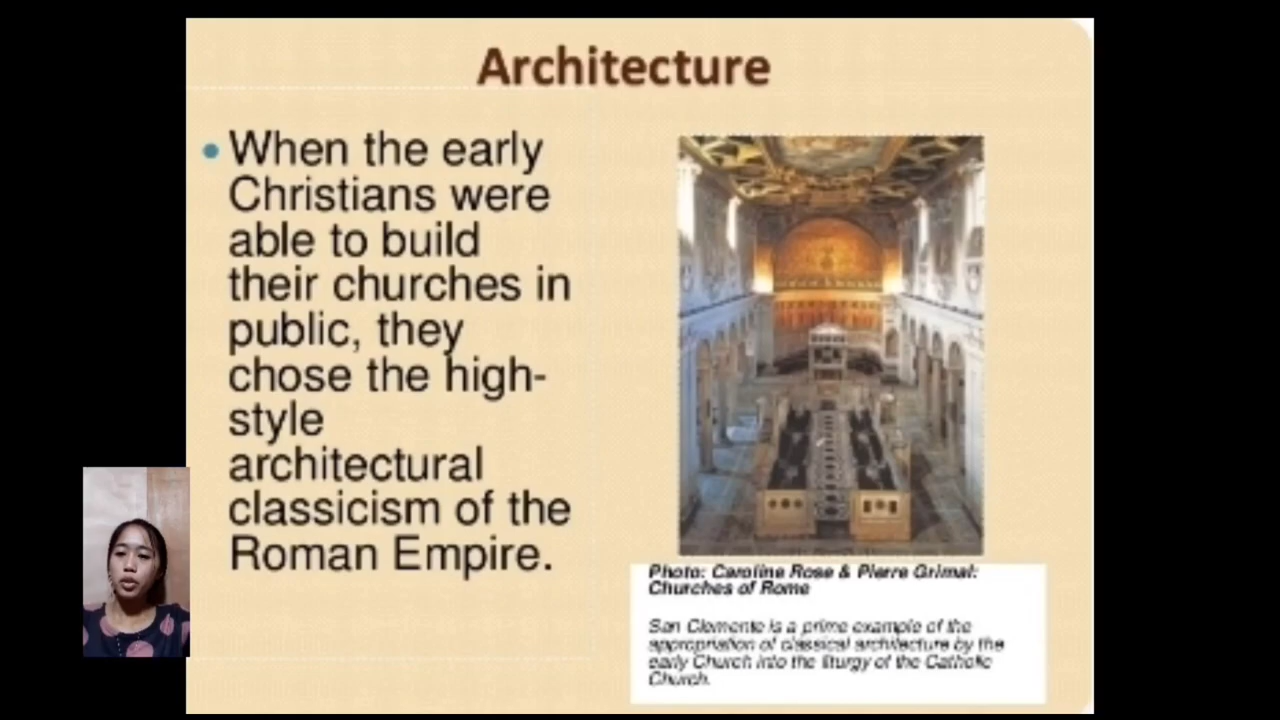 Architecture
• When the early
Christians were
able to build
their churches in
public, they
chose the high-
style
architectural
classicism of the
Roman Empire.
Photo: Caroline Rose & Pierre Grimal:
Churches of Rome
San Clemente is a prime example of the
appropriation of classical architecture by the
early Church into the liturgy of the Catholic
Church.